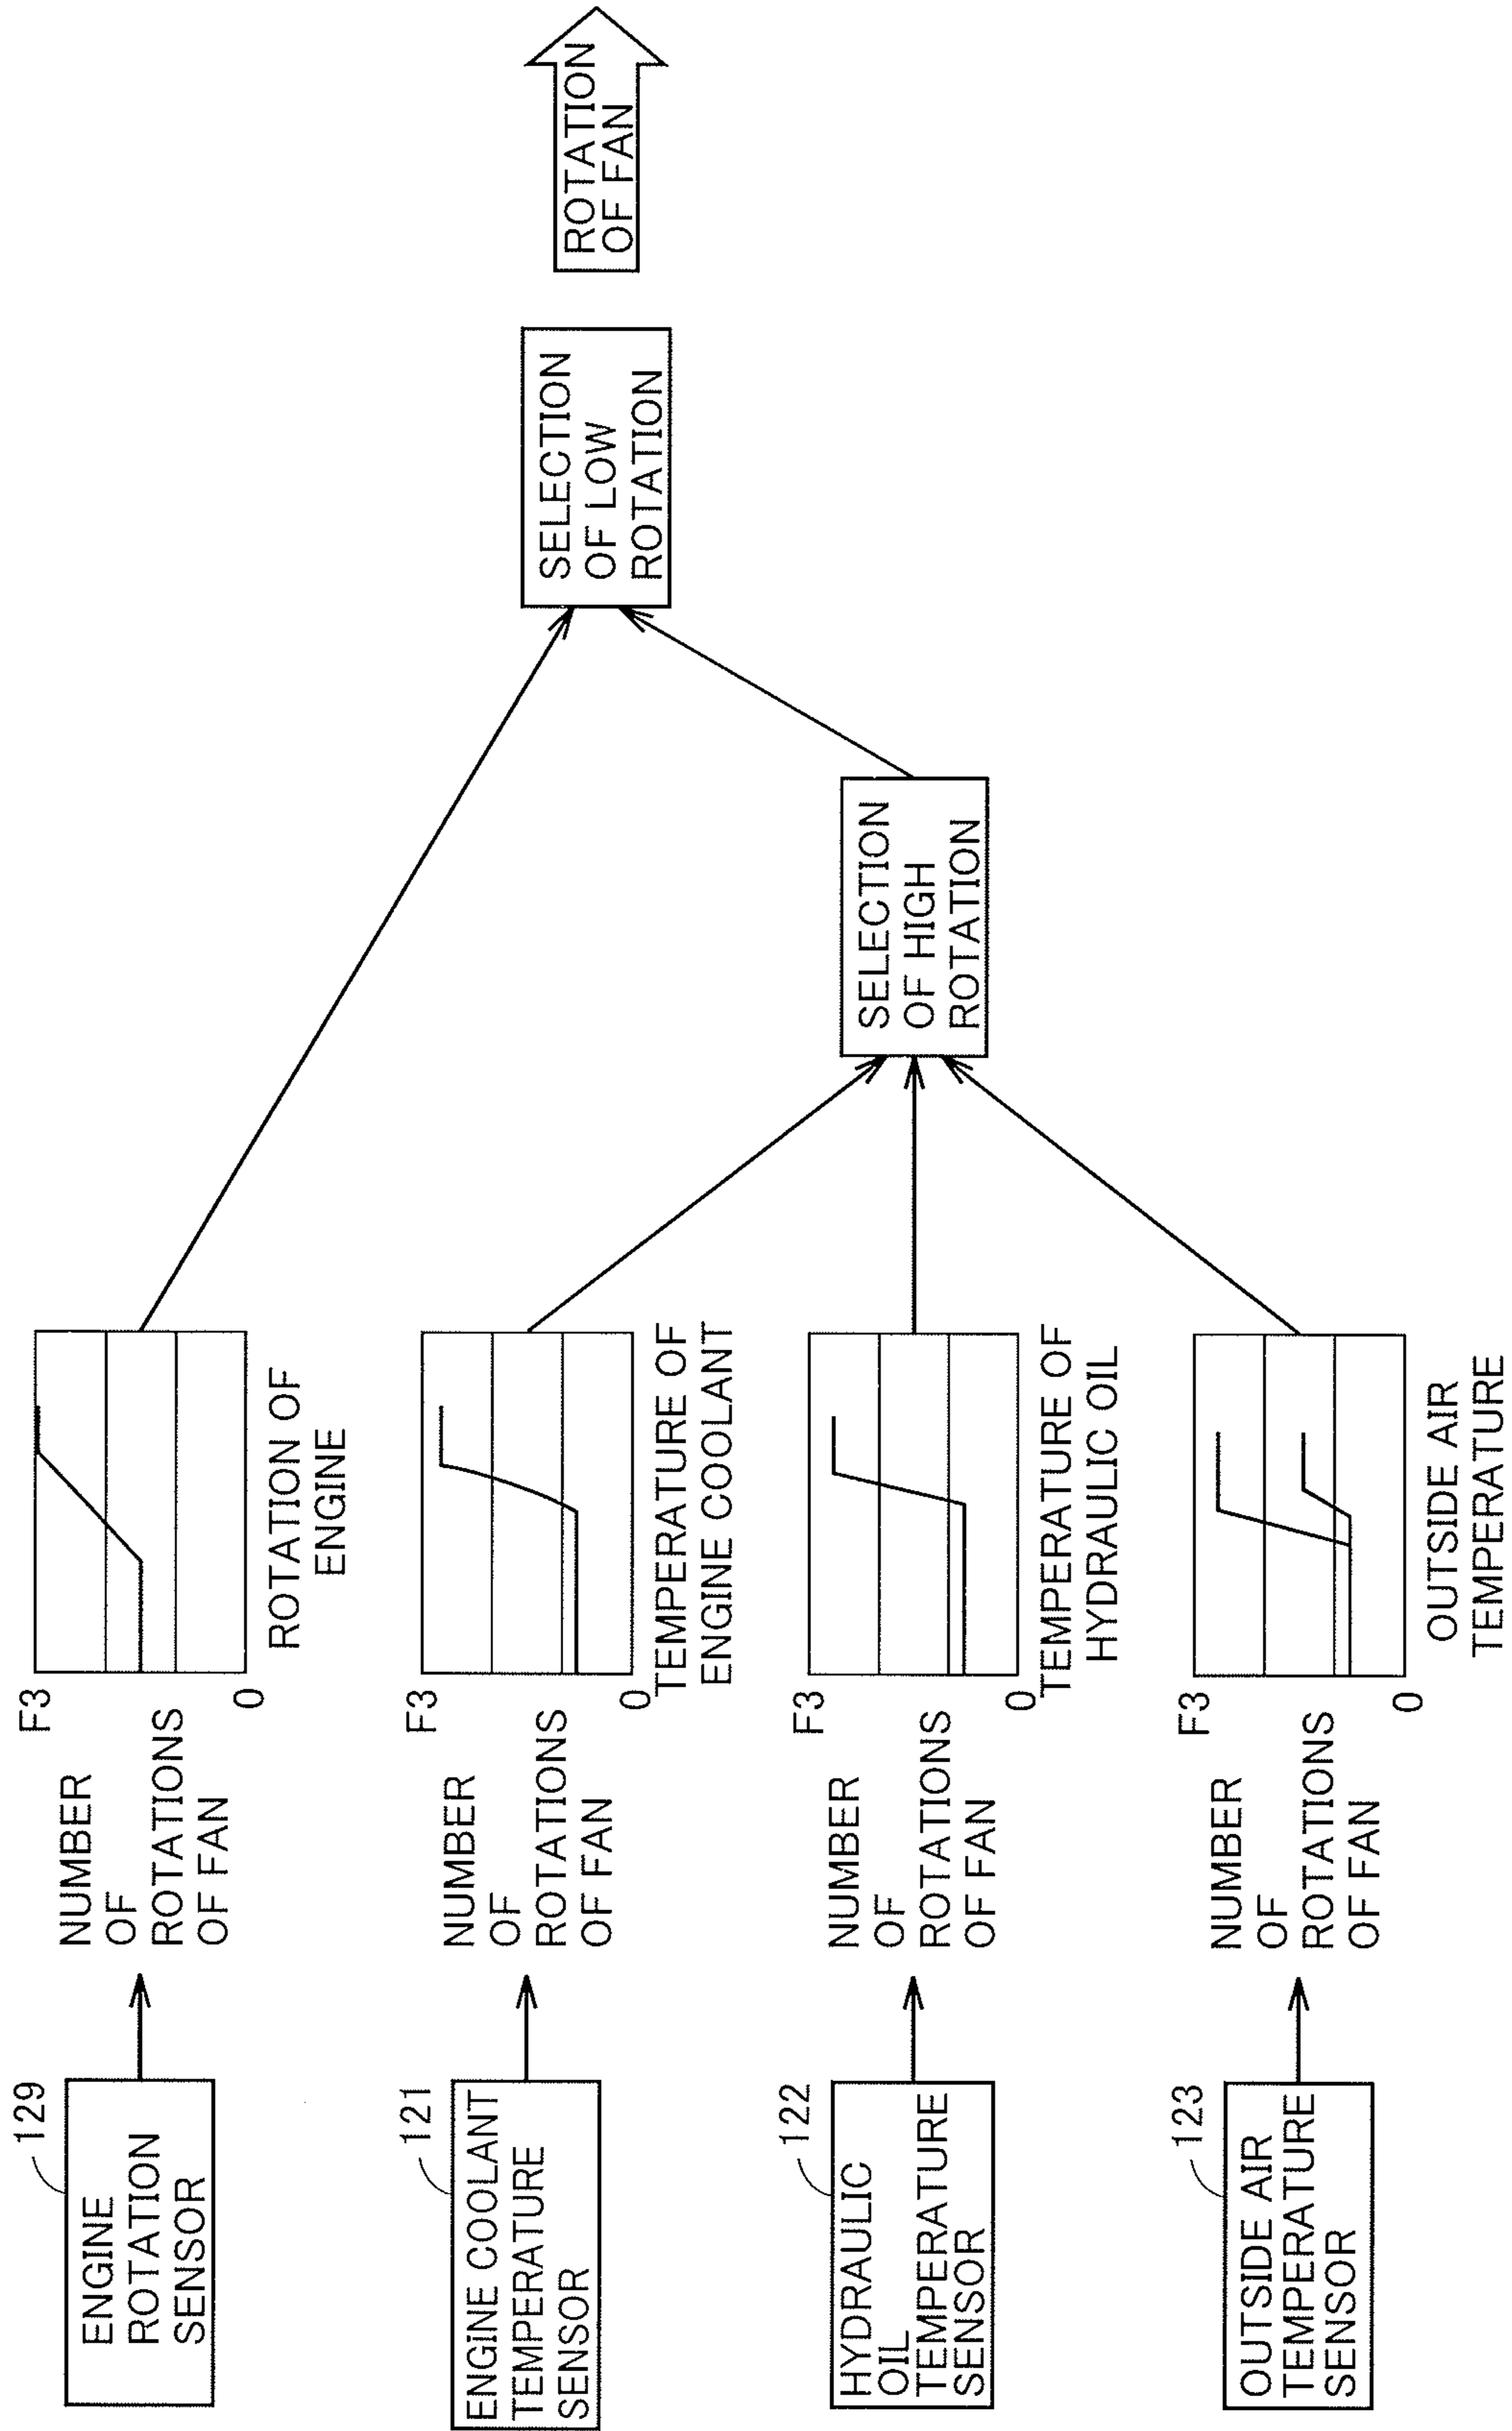 129
ENGINE
ROTATION
SENSOR
NUMBER
OF
ROTATIONS
OF FAN
F3
0
ROTATION OF
ENGINE
121
ENGINE COOLANT
TEMPERATURE
SENSOR
NUMBER
OF
ROTATIONS
OF FAN
F3
0
TEMPERATURE OF
ENGINE COOLANT
122
HYDRAULIC
OIL
TEMPERATURE
SENSOR
NUMBER
OF
ROTATIONS
OF FAN
F3
0
TEMPERATURE OF
HYDRAULIC OIL
123
OUTSIDE AIR
TEMPERATURE
SENSOR
NUMBER
OF
ROTATIONS
OF FAN
F3
0
OUTSIDE AIR
TEMPERATURE
SELECTION
OF HIGH
ROTATION
SELECTION
OF LOW
ROTATION
ROTATION
OF FAN